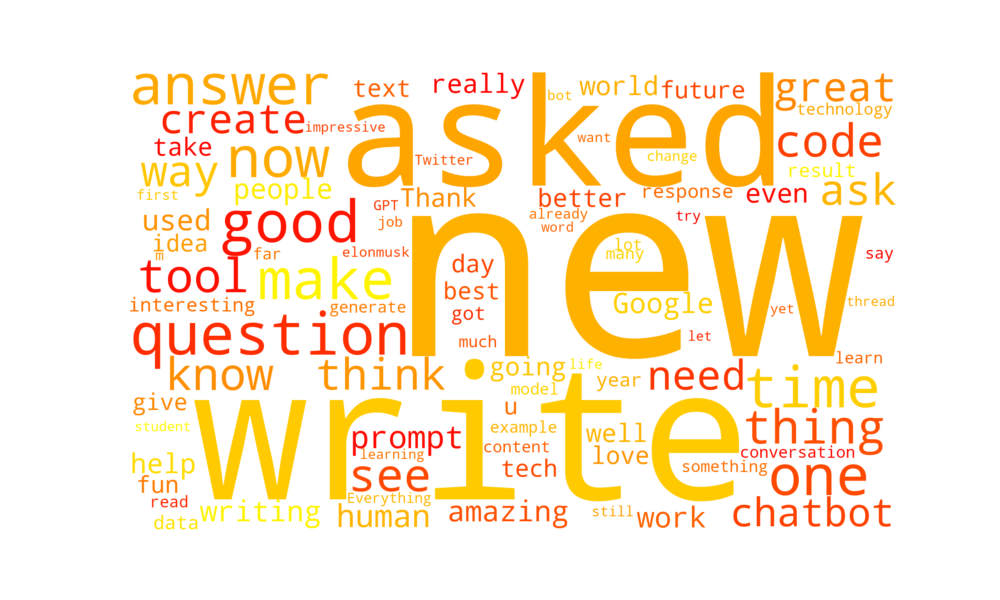 answer text really bot world future great
create impressive asked technology
take now Twitter want change code
way people result
first GPT Thank better response even ask
used good job already word try
idea m far elonmusk lot many say
tool make day new
interesting generate best Google yet thread
question got much let
know think going life learn
model year need time
give write u
student prompt example well thing
help learning see content love conversation
fun tech something one
read Everything
data writing human amazing still work chatbot